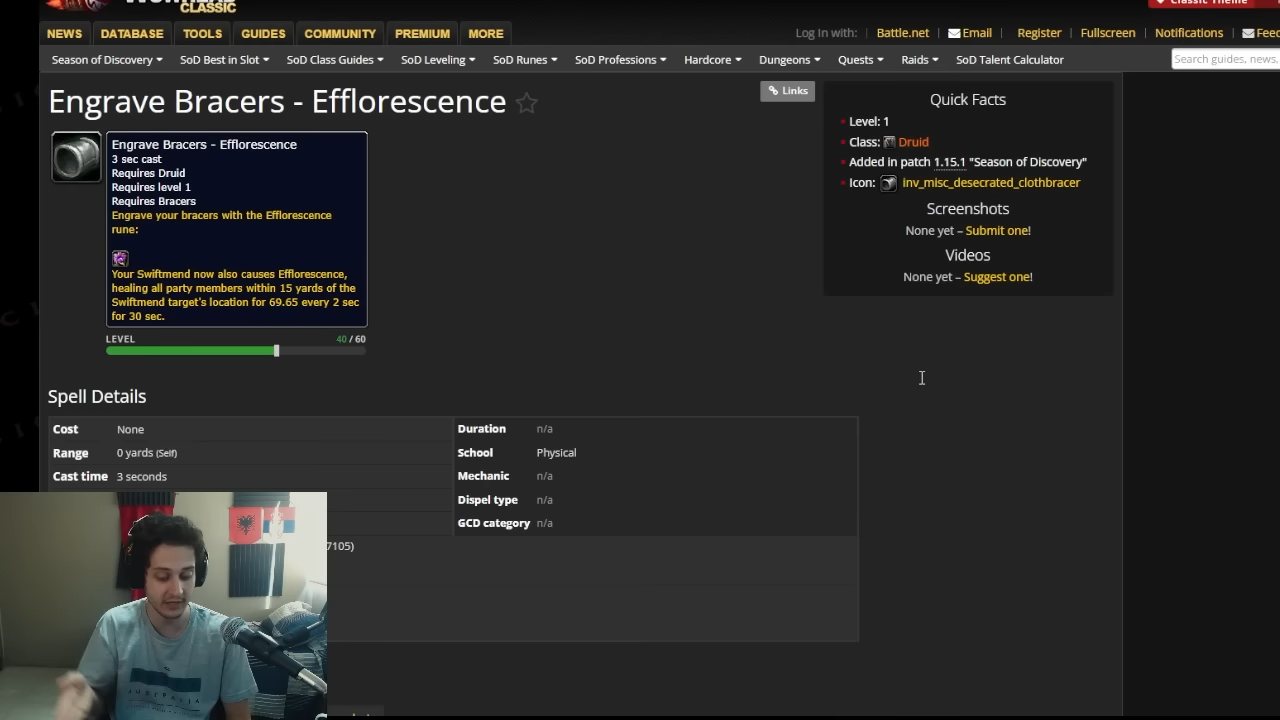 CLASSIC
Classic Theme
NEWS DATABASE TOOLS GUIDES COMMUNITY PREMIUM MORE
Log in with: Battle.net Email Register Fullscreen Notifications
Season of Discovery SoD Best in Slot SoD Class Guides SoD Leveling SoD Runes SoD Professions Hardcore Dungeons Quests Raids SoD Talent Calculator Search guides, news,
Engrave Bracers - Efflorescence
Links
Engrave Bracers - Efflorescence
3 sec cast
Requires Druid
Requires level 1
Requires Bracers
Engrave your bracers with the Efflorescence
rune:
Your Swiftmend now also causes Efflorescence,
healing all party members within 15 yards of the
Swiftmend target's location for 69.65 every 2 sec
for 30 sec.
LEVEL 40 / 60
Quick Facts
Level: 1
Class: Druid
Added in patch 1.15.1 "Season of Discovery"
Icon: inv_misc_desecrated_clothbracer
Screenshots
None yet – Submit one!
Videos
None yet – Suggest one!
Spell Details
Cost None
Range 0 yards (Self)
Cast time 3 seconds
Duration n/a
School Physical
Mechanic n/a
Dispel type n/a
GCD category n/a
7105)